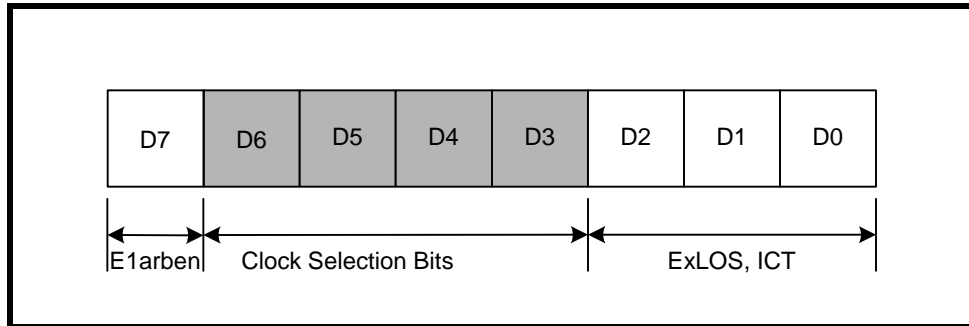 D7 D6 D5 D4 D3 D2 D1 D0
E1arben Clock Selection Bits ExLOS, ICT